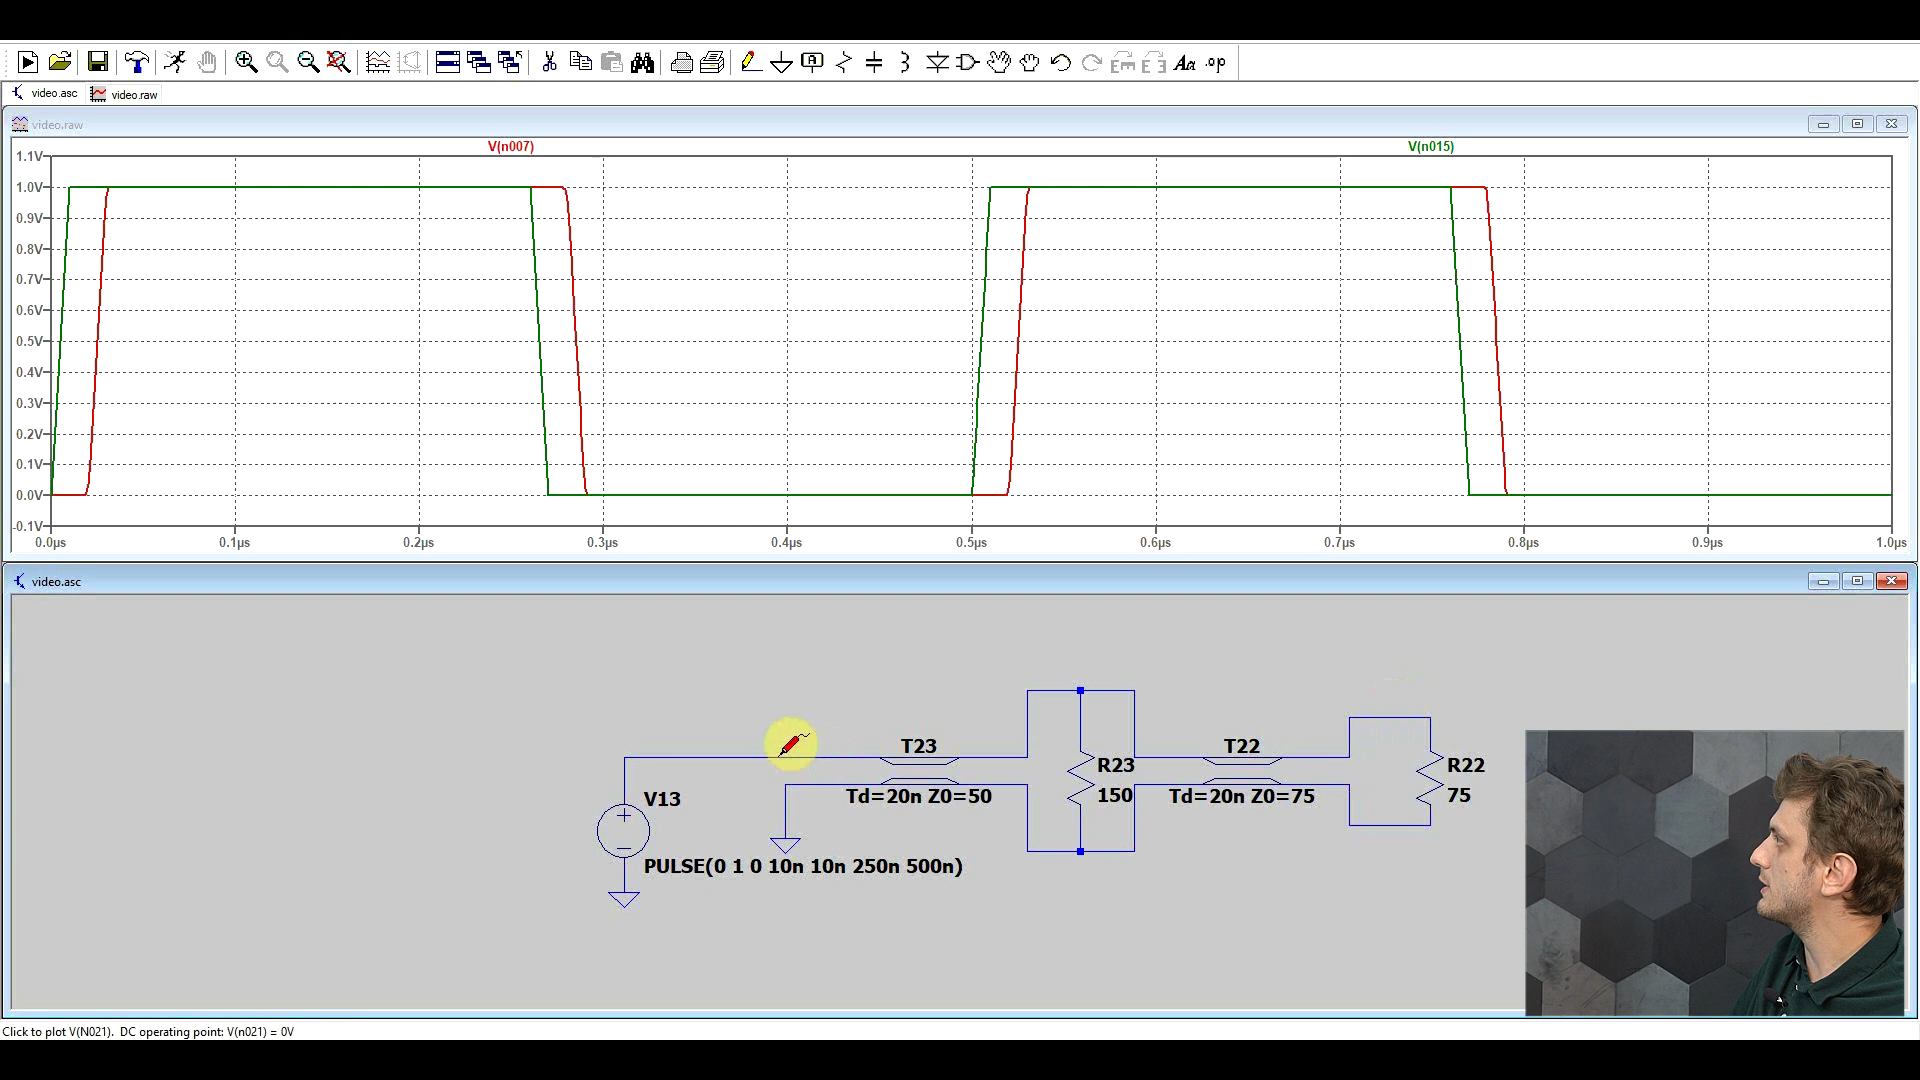 A
Aa .op
video.asc video.raw
video.raw
V(n007) V(n015)
1.1V
1.0V
0.9V
0.8V
0.7V
0.6V
0.5V
0.4V
0.3V
0.2V
0.1V
0.0V
-0.1V
0.0µs 0.1µs 0.2µs 0.3µs 0.4µs 0.5µs 0.6µs 0.7µs 0.8µs 0.9µs 1.0µs
video.asc
T23 T22
R23 R22
150 75
Td=20n Z0=50 Td=20n Z0=75
V13
PULSE(0 1 0 10n 10n 250n 500n)
Click to plot V(N021). DC operating point: V(n021) = 0V